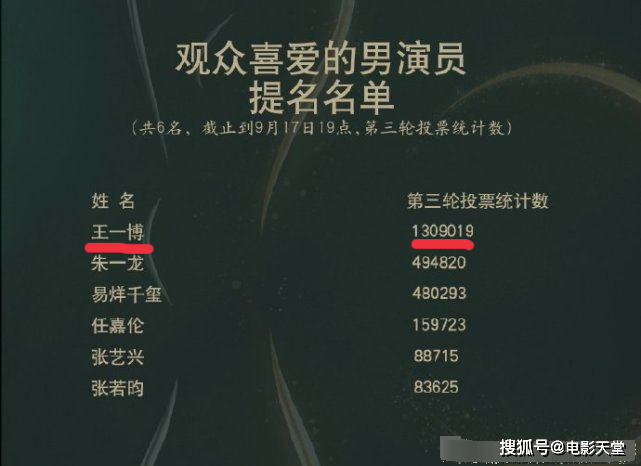 观众喜爱的男演员
提名名单
(共6名，截止到9月17日19点,第三轮投票统计数)
姓 名 第三轮投票统计数
王一博 1309019
朱一龙 494820
易烊千玺 480293
任嘉伦 159723
张艺兴 88715
张若昀 83625
搜狐号@电影天堂